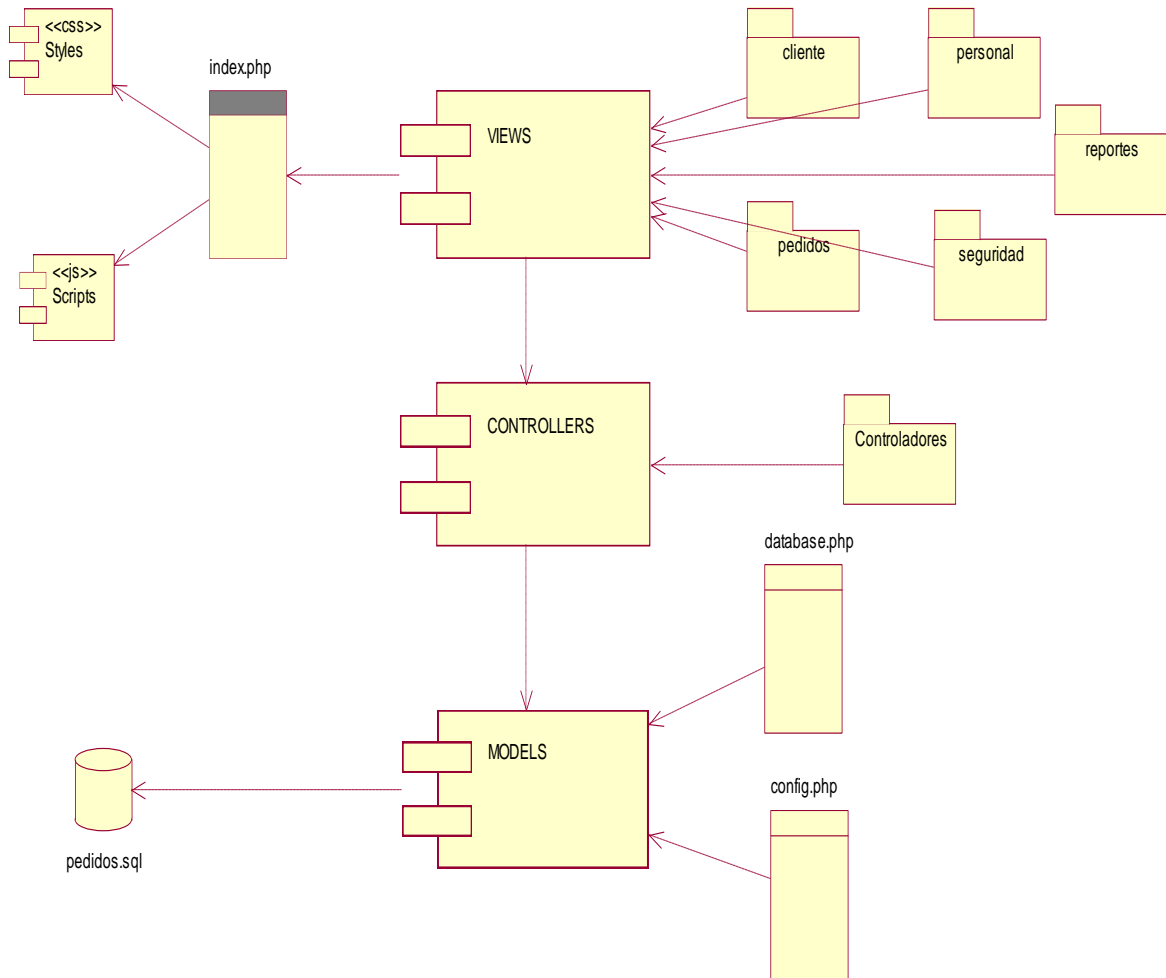 <<css>>
Styles
index.php
cliente
personal
VIEWS
reportes
pedidos
seguridad
<<js>>
Scripts
CONTROLLERS
Controladores
database.php
MODELS
config.php
pedidos.sql